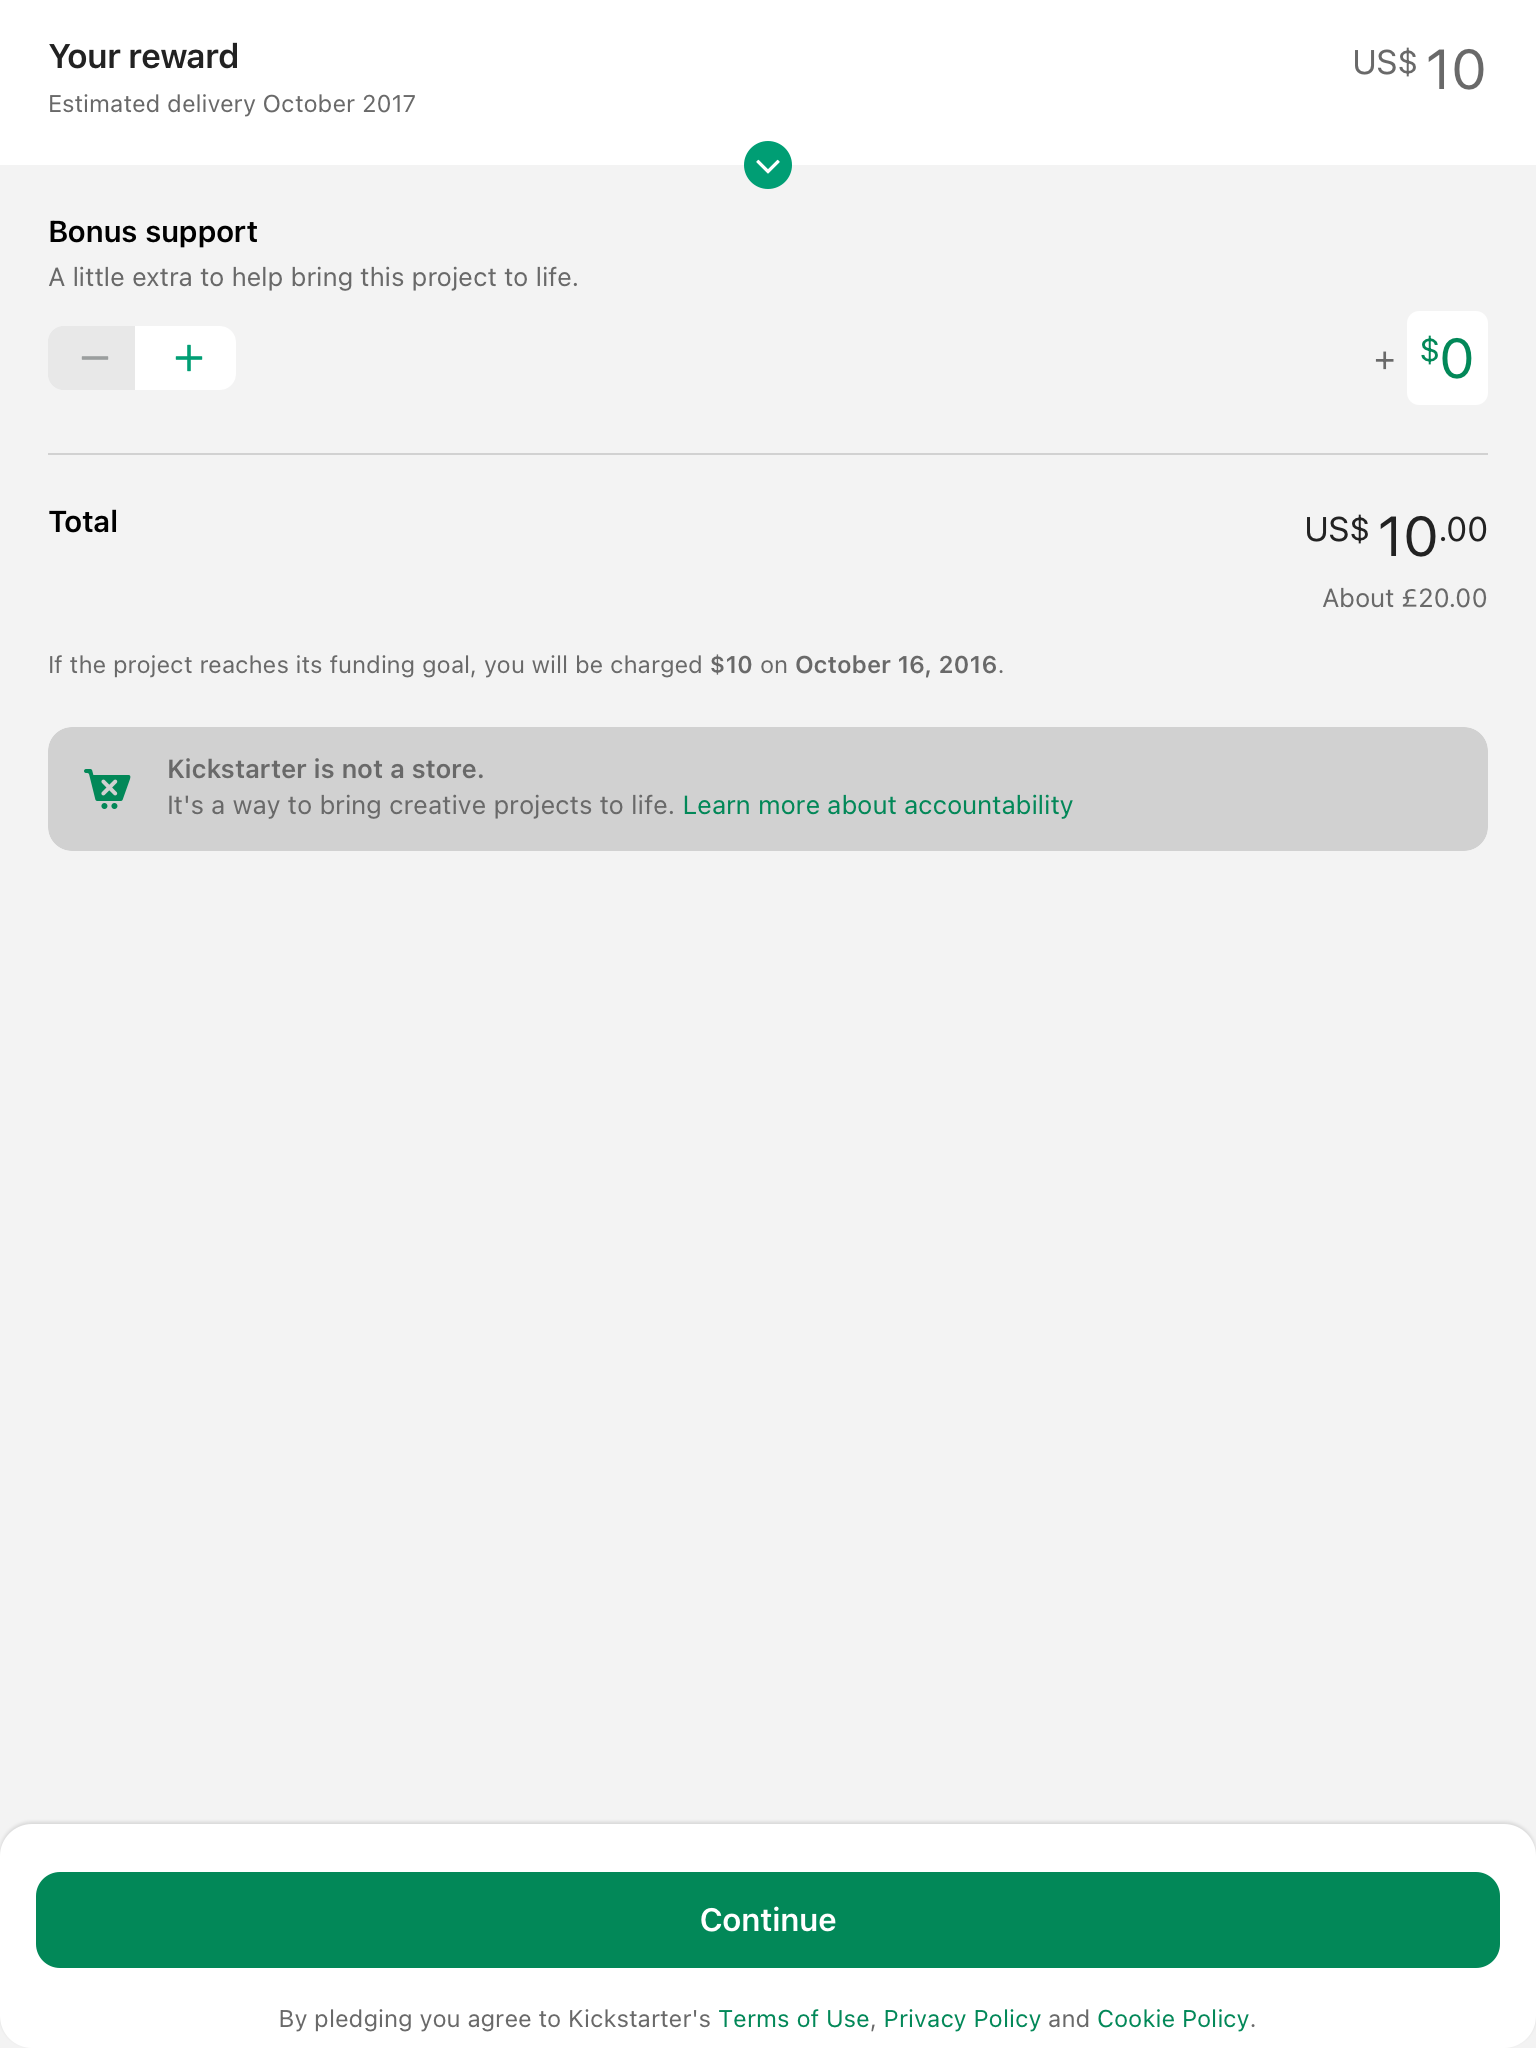 Your reward
US$ 10
Estimated delivery October 2017
Bonus support
A little extra to help bring this project to life.
− +
+ $0
Total
US$ 10.00
About £20.00
If the project reaches its funding goal, you will be charged $10 on October 16, 2016.
Kickstarter is not a store.
It's a way to bring creative projects to life. Learn more about accountability
Continue
By pledging you agree to Kickstarter's Terms of Use, Privacy Policy and Cookie Policy.